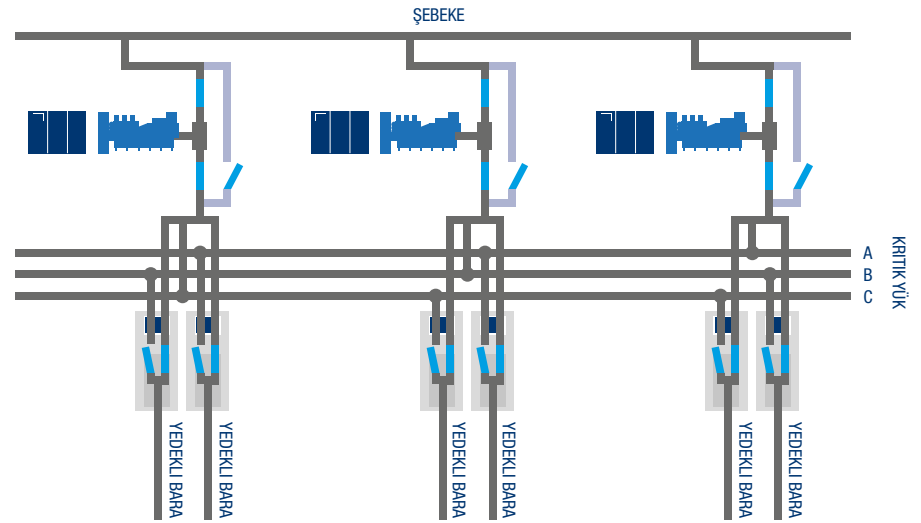 ŞEBEKE
A
B
C
KRITIK YÜK
YEDEKLI BARA
YEDEKLI BARA
YEDEKLI BARA
YEDEKLI BARA
YEDEKLI BARA
YEDEKLI BARA